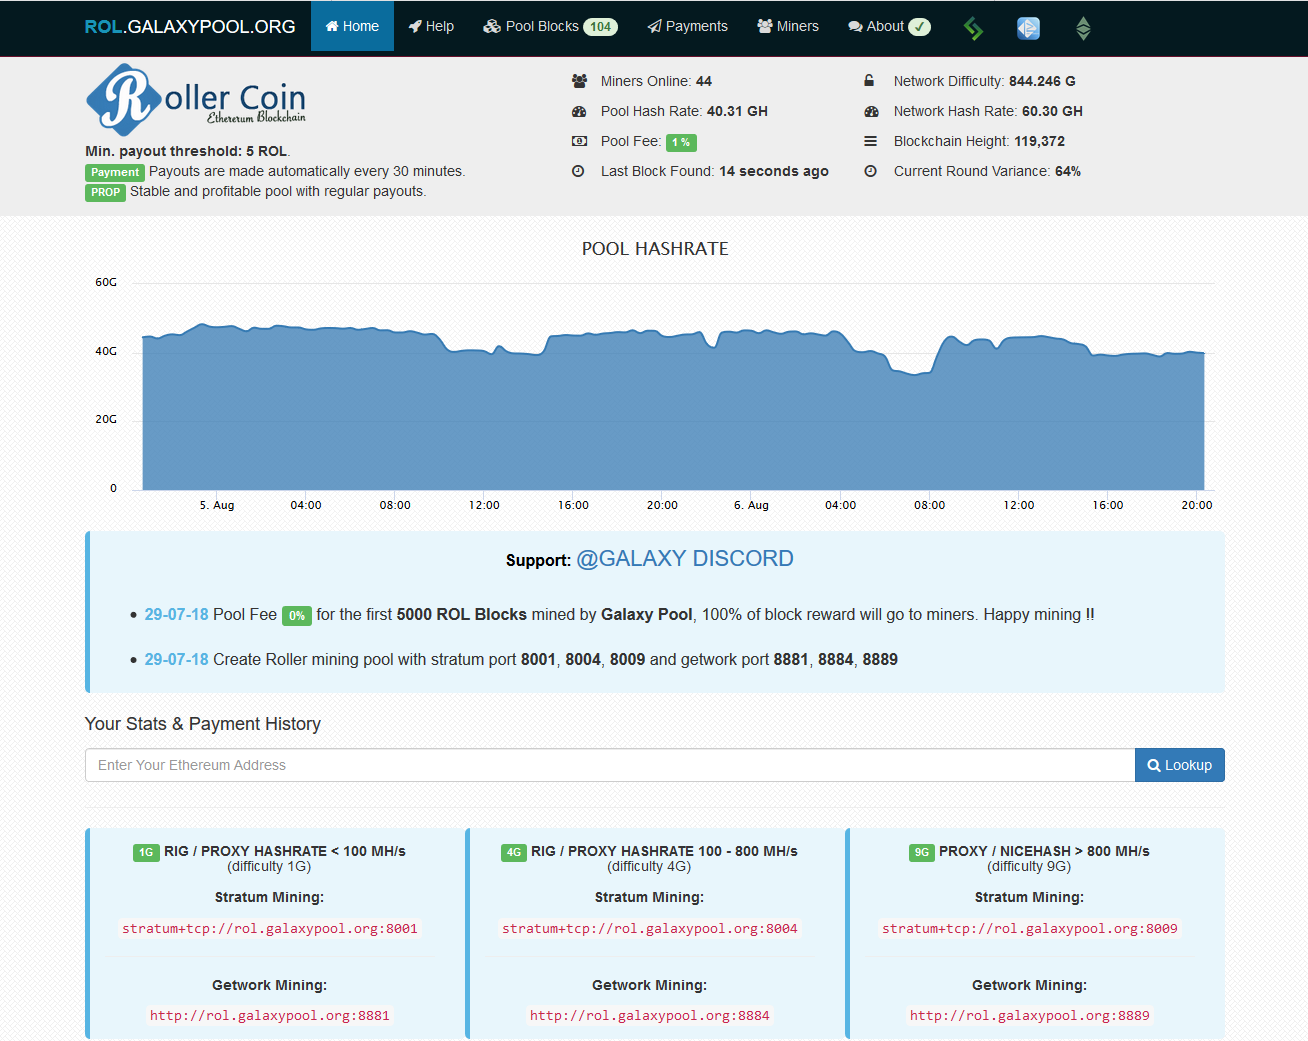 ROL.GALAXYPOOL.ORG Home Help Pool Blocks 104 Payments Miners About ✓
Roller Coin
Ethererum Blockchain
Min. payout threshold: 5 ROL.
Payment Payouts are made automatically every 30 minutes.
PROP Stable and profitable pool with regular payouts.
Miners Online: 44
Pool Hash Rate: 40.31 GH
Pool Fee: 1 %
Last Block Found: 14 seconds ago
Network Difficulty: 844.246 G
Network Hash Rate: 60.30 GH
Blockchain Height: 119,372
Current Round Variance: 64%
POOL HASHRATE
60G
40G
20G
0
5. Aug 04:00 08:00 12:00 16:00 20:00 6. Aug 04:00 08:00 12:00 16:00 20:00
Support: @GALAXY DISCORD
• 29-07-18 Pool Fee 0% for the first 5000 ROL Blocks mined by Galaxy Pool, 100% of block reward will go to miners. Happy mining !!
• 29-07-18 Create Roller mining pool with stratum port 8001, 8004, 8009 and getwork port 8881, 8884, 8889
Your Stats & Payment History
Enter Your Ethereum Address Lookup
1G RIG / PROXY HASHRATE < 100 MH/s
(difficulty 1G)
Stratum Mining:
stratum+tcp://rol.galaxypool.org:8001
Getwork Mining:
http://rol.galaxypool.org:8881
4G RIG / PROXY HASHRATE 100 - 800 MH/s
(difficulty 4G)
Stratum Mining:
stratum+tcp://rol.galaxypool.org:8004
Getwork Mining:
http://rol.galaxypool.org:8884
9G PROXY / NICEHASH > 800 MH/s
(difficulty 9G)
Stratum Mining:
stratum+tcp://rol.galaxypool.org:8009
Getwork Mining:
http://rol.galaxypool.org:8889